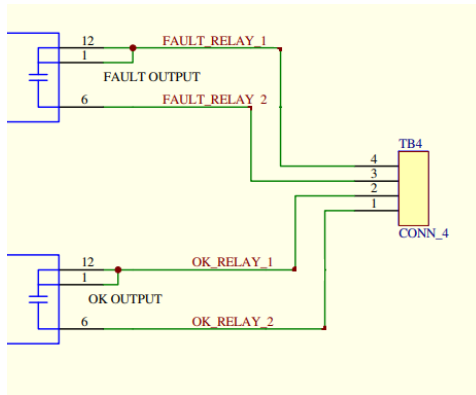 12
FAULT_RELAY_1
1
FAULT OUTPUT
6
FAULT_RELAY_2
TB4
4
3
2
1
CONN_4
12
OK_RELAY_1
1
OK OUTPUT
6
OK_RELAY_2